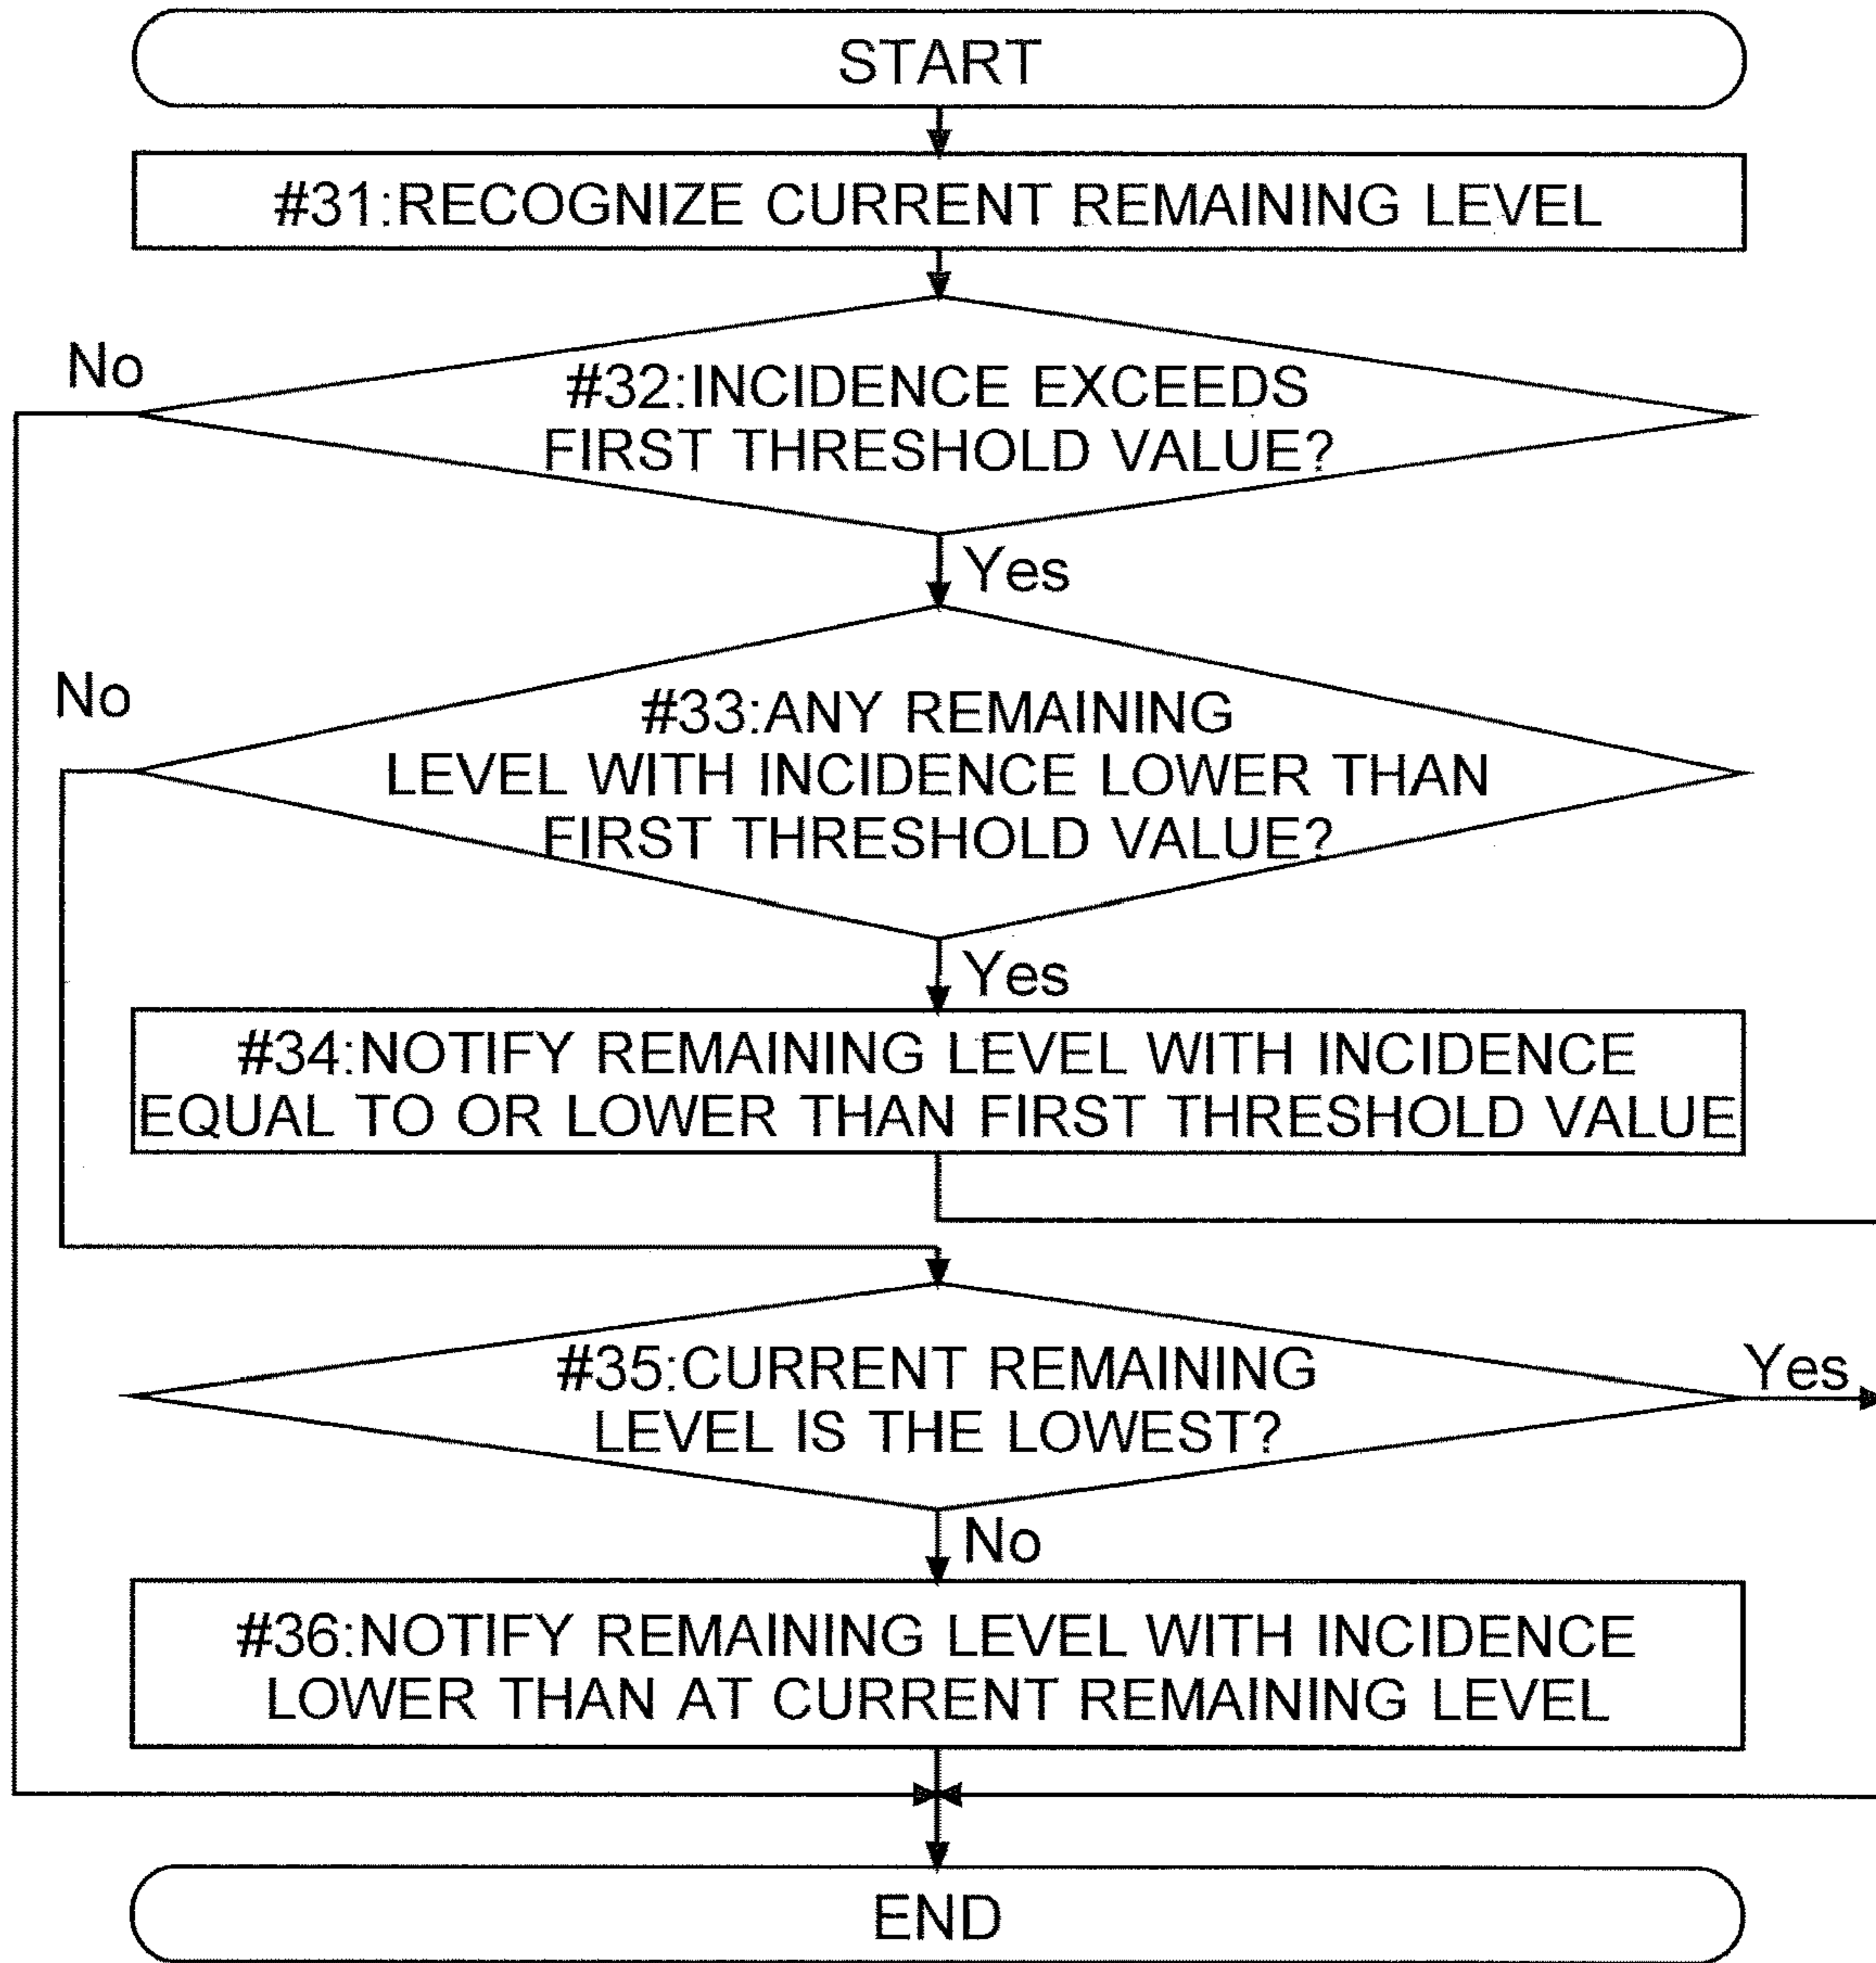 START
#31:RECOGNIZE CURRENT REMAINING LEVEL
No
#32:INCIDENCE EXCEEDS
FIRST THRESHOLD VALUE?
Yes
No
#33:ANY REMAINING
LEVEL WITH INCIDENCE LOWER THAN
FIRST THRESHOLD VALUE?
Yes
#34:NOTIFY REMAINING LEVEL WITH INCIDENCE
EQUAL TO OR LOWER THAN FIRST THRESHOLD VALUE
#35:CURRENT REMAINING
LEVEL IS THE LOWEST?
Yes
No
#36:NOTIFY REMAINING LEVEL WITH INCIDENCE
LOWER THAN AT CURRENT REMAINING LEVEL
END